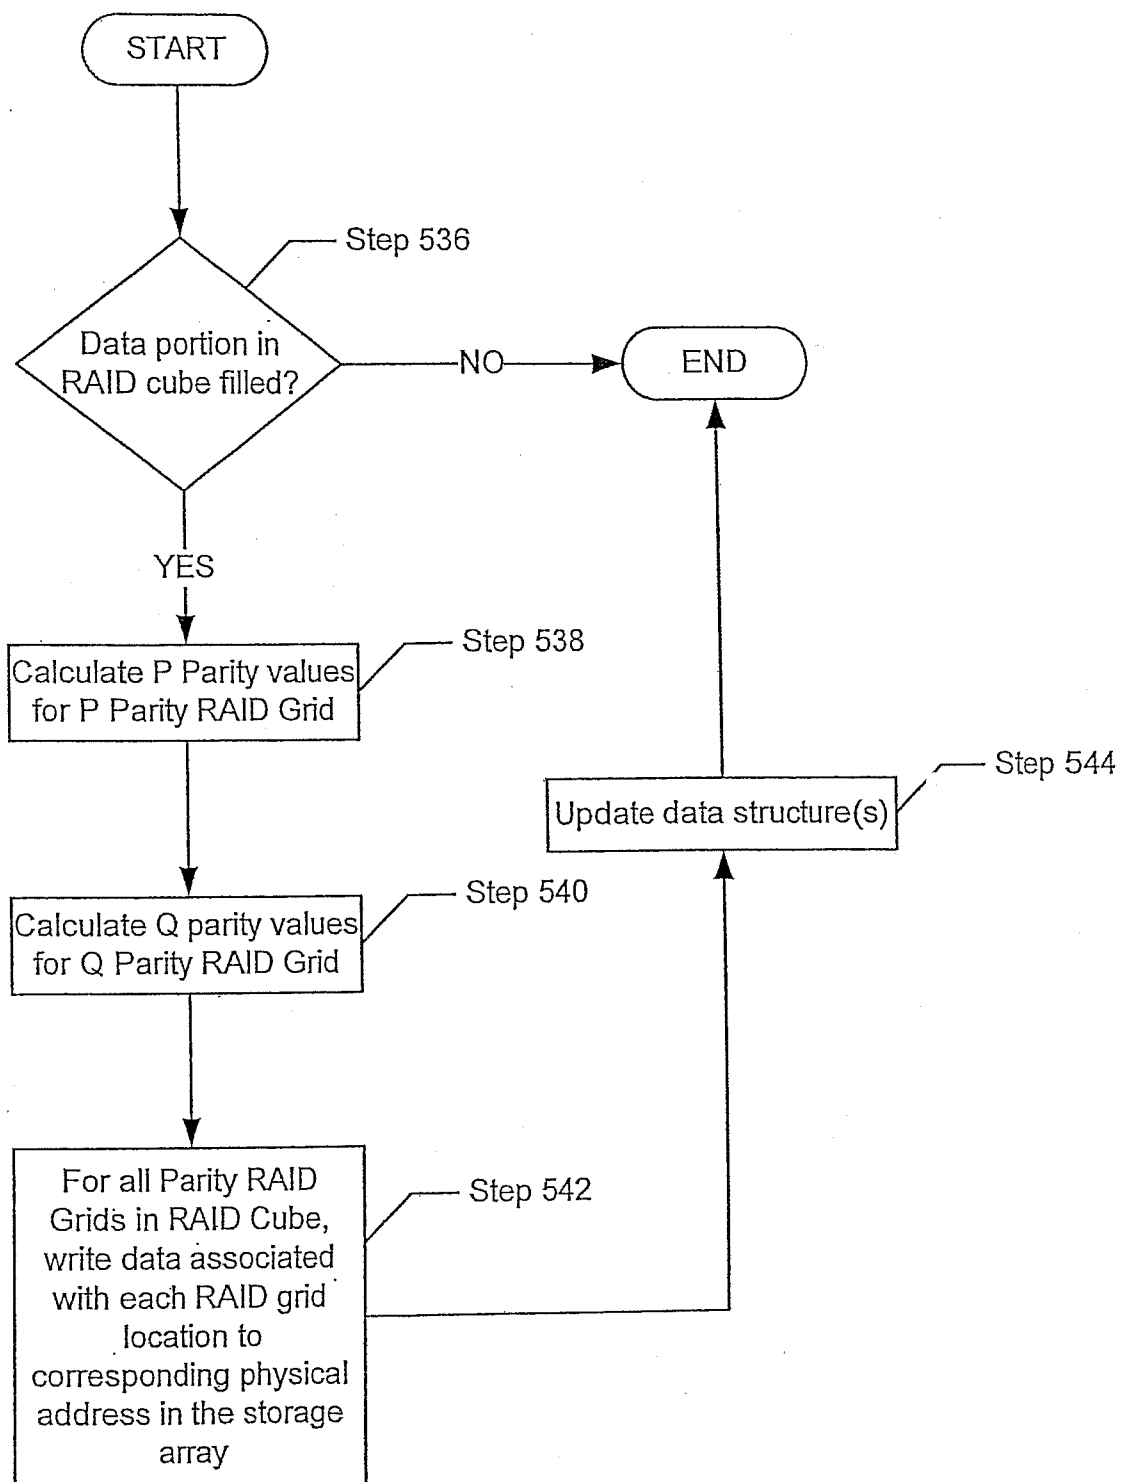 START
Step 536
Data portion in
RAID cube filled?
NO
END
YES
Step 538
Calculate P Parity values
for P Parity RAID Grid
Step 544
Update data structure(s)
Step 540
Calculate Q parity values
for Q Parity RAID Grid
Step 542
For all Parity RAID
Grids in RAID Cube,
write data associated
with each RAID grid
location to
corresponding physical
address in the storage
array